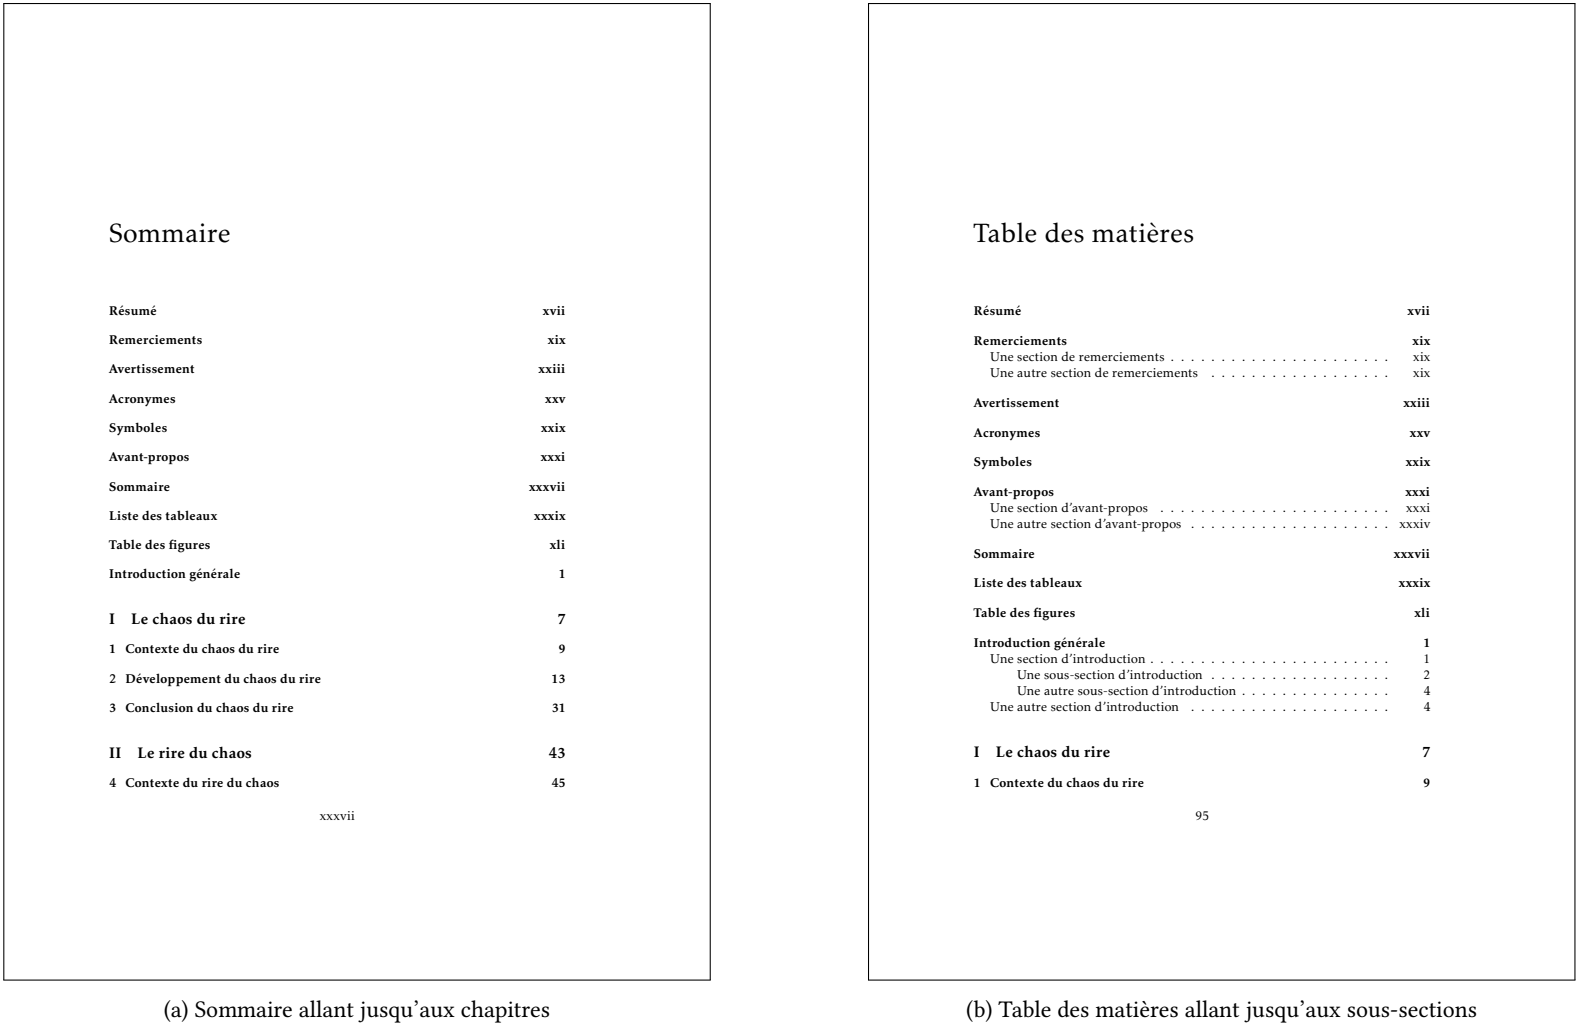 Sommaire
Résumé xvii
Remerciements xix
Avertissement xxiii
Acronymes xxv
Symboles xxix
Avant-propos xxxi
Sommaire xxxvii
Liste des tableaux xxxix
Table des figures xli
Introduction générale 1
I Le chaos du rire 7
1 Contexte du chaos du rire 9
2 Développement du chaos du rire 13
3 Conclusion du chaos du rire 31
II Le rire du chaos 43
4 Contexte du rire du chaos 45
xxxvii
(a) Sommaire allant jusqu'aux chapitres
Table des matières
Résumé xvii
Remerciements xix
Une section de remerciements . . . . . . . . . . . . . . . . . . . . . . xix
Une autre section de remerciements . . . . . . . . . . . . . . . . . . xix
Avertissement xxiii
Acronymes xxv
Symboles xxix
Avant-propos xxxi
Une section d'avant-propos . . . . . . . . . . . . . . . . . . . . . . . xxxi
Une autre section d'avant-propos . . . . . . . . . . . . . . . . . . . . xxxiv
Sommaire xxxvii
Liste des tableaux xxxix
Table des figures xli
Introduction générale 1
Une section d'introduction . . . . . . . . . . . . . . . . . . . . . . . . 1
Une sous-section d'introduction . . . . . . . . . . . . . . . . . . 2
Une autre sous-section d'introduction . . . . . . . . . . . . . . . 4
Une autre section d'introduction . . . . . . . . . . . . . . . . . . . . 4
I Le chaos du rire 7
1 Contexte du chaos du rire 9
95
(b) Table des matières allant jusqu'aux sous-sections